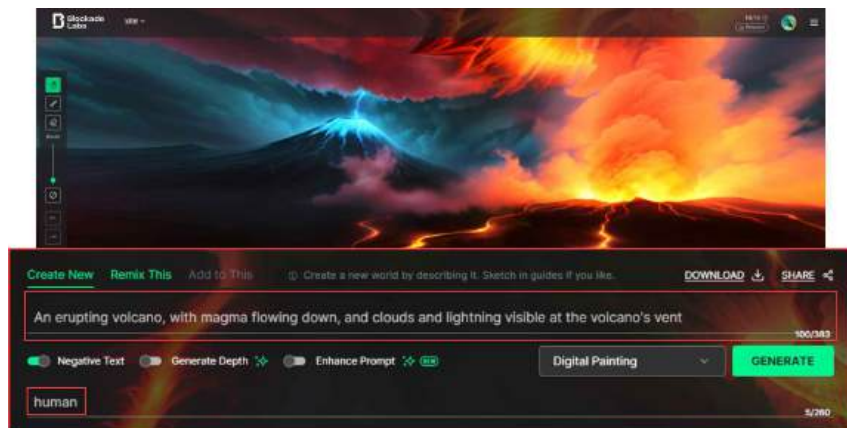 Blockade
Labs
Create New Remix This Add to This Create a new world by describing it. Sketch in guides if you like. DOWNLOAD SHARE
An erupting volcano, with magma flowing down, and clouds and lightning visible at the volcano's vent
100/383
Negative Text Generate Depth Enhance Prompt NEW Digital Painting GENERATE
human
5/260